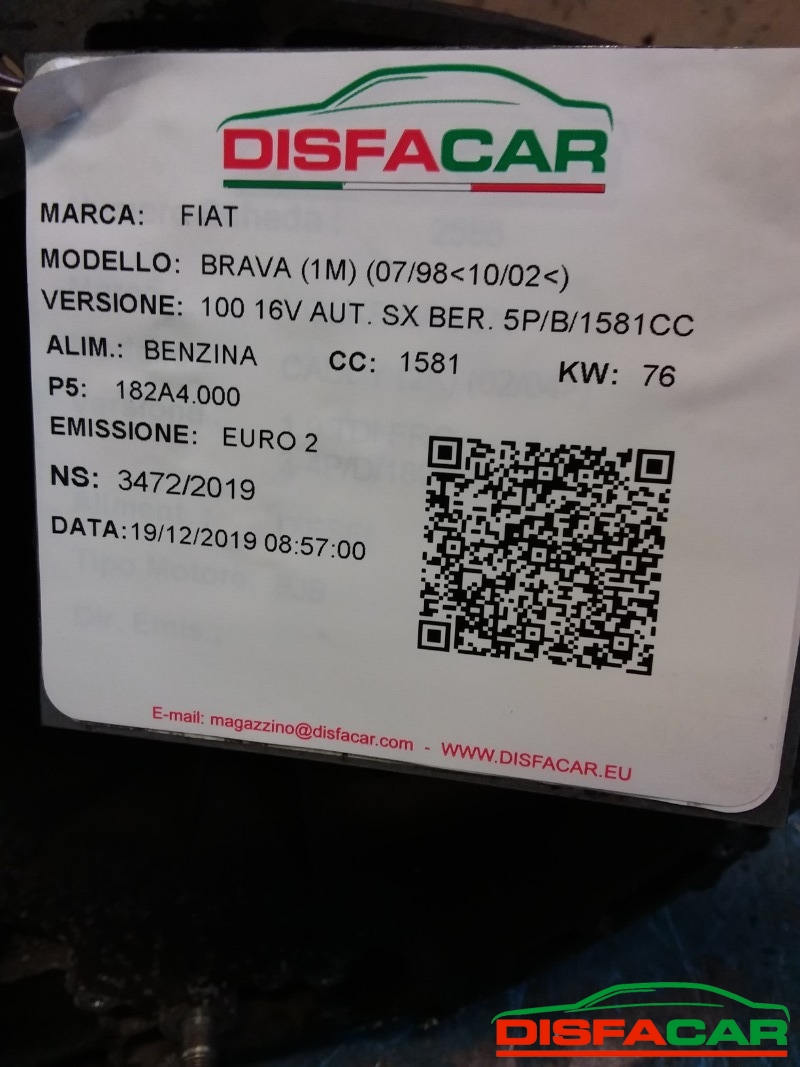 DISFACAR
MARCA: FIAT
MODELLO: BRAVA (1M) (07/98<10/02<)
VERSIONE: 100 16V AUT. SX BER. 5P/B/1581CC
ALIM.: BENZINA CC: 1581 KW: 76
P5: 182A4.000
EMISSIONE: EURO 2
NS: 3472/2019
DATA:19/12/2019 08:57:00
E-mail: magazzino@disfacar.com - WWW.DISFACAR.EU
DISFACAR